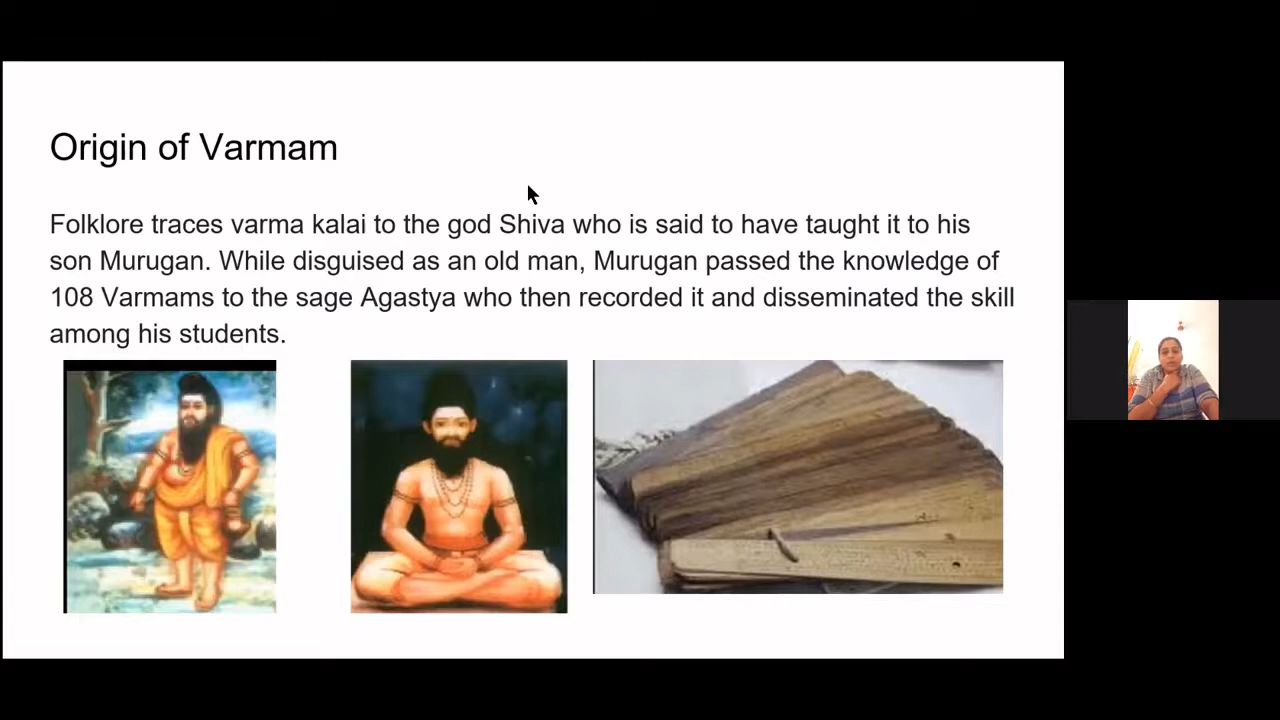 Origin of Varmam
Folklore traces varma kalai to the god Shiva who is said to have taught it to his
son Murugan. While disguised as an old man, Murugan passed the knowledge of
108 Varmams to the sage Agastya who then recorded it and disseminated the skill
among his students.